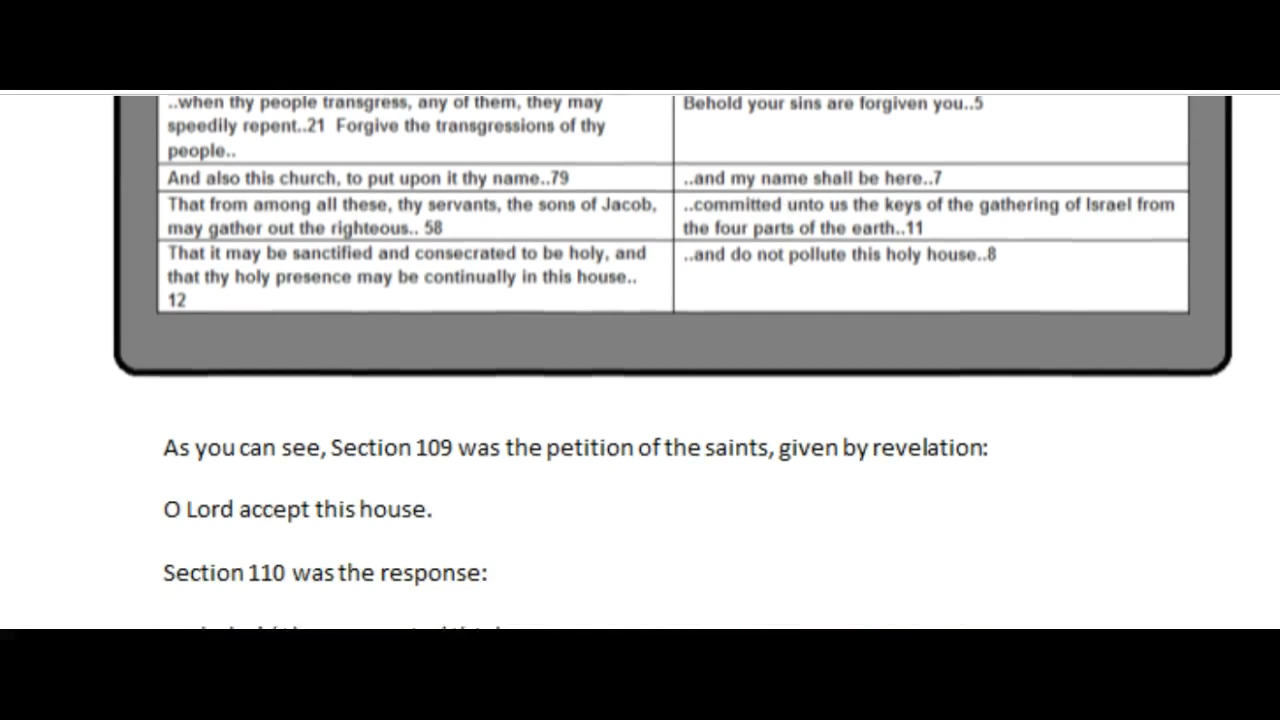 ..when thy people transgress, any of them, they may
speedily repent..21  Forgive the transgressions of thy
people..
Behold your sins are forgiven you..5
And also this church, to put upon it thy name..79
..and my name shall be here..7
That from among all these, thy servants, the sons of Jacob,
may gather out the righteous.. 58
..committed unto us the keys of the gathering of Israel from
the four parts of the earth..11
That it may be sanctified and consecrated to be holy, and
that thy holy presence may be continually in this house..
12
..and do not pollute this holy house..8
As you can see, Section 109 was the petition of the saints, given by revelation:
O Lord accept this house.
Section 110 was the response: